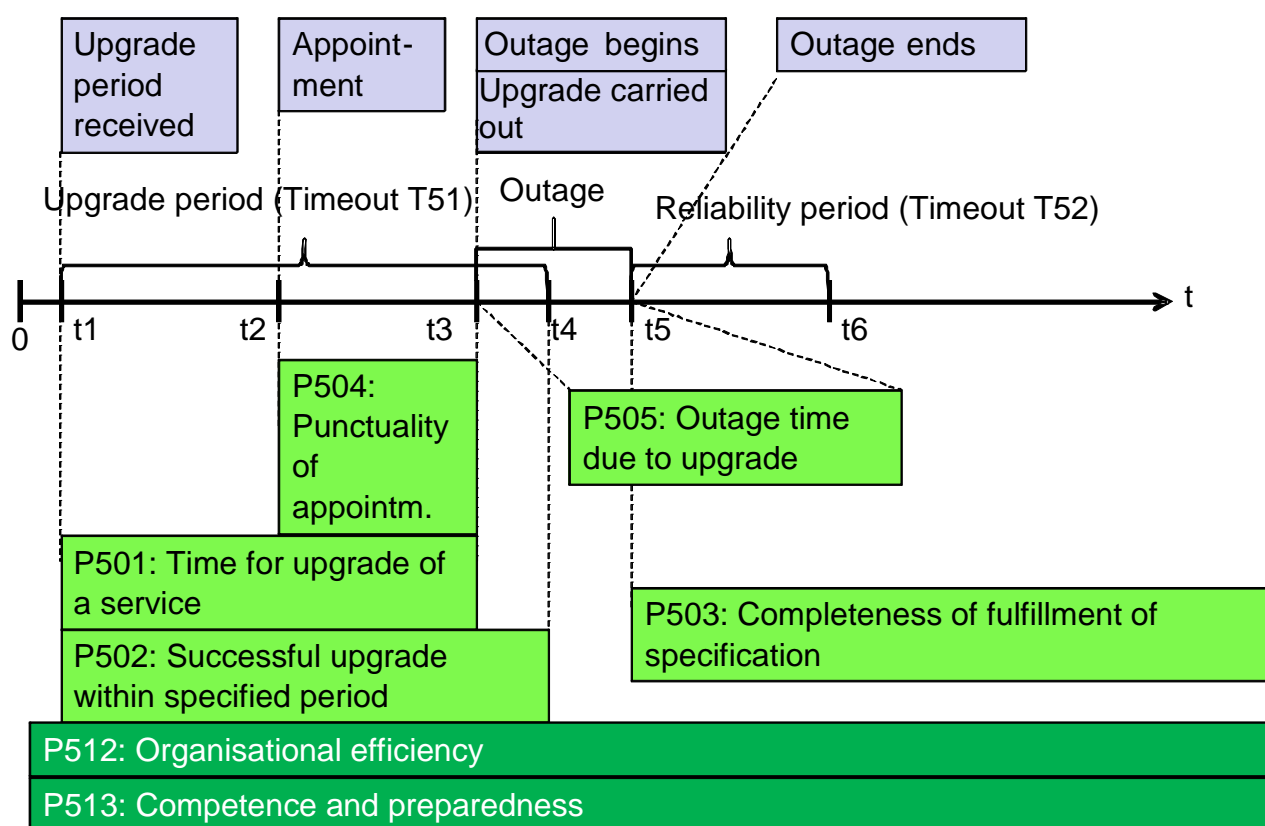 Upgrade
period
received
Appoint-
ment
Outage begins
Upgrade carried
out
Outage ends
Upgrade period (Timeout T51)
Outage
Reliability period (Timeout T52)
0
t1
t2
t3
t4
t5
t6
t
P504:
Punctuality
of
appointm.
P505: Outage time
due to upgrade
P501: Time for upgrade of
a service
P503: Completeness of fulfillment of
specification
P502: Successful upgrade
within specified period
P512: Organisational efficiency
P513: Competence and preparedness